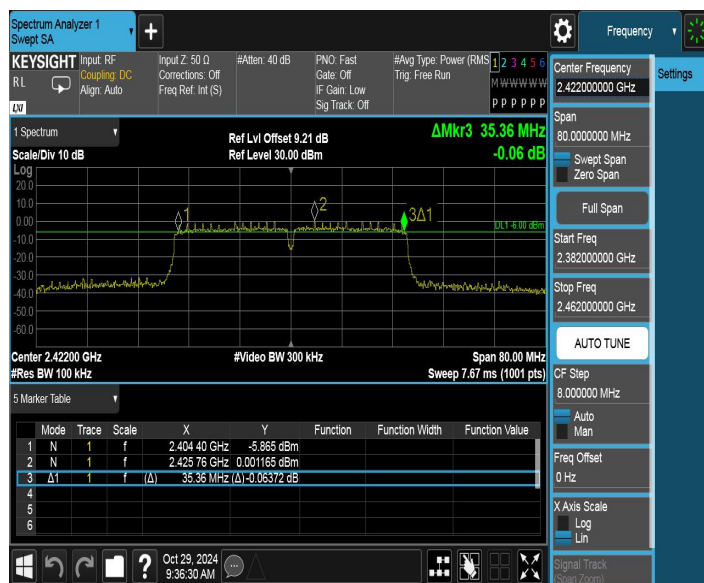 Spectrum Analyzer 1
Swept SA
Frequency
KEYSIGHT
RL
LXI
Input: RF
Coupling: DC
Align: Auto
Input Z: 50 Ω
Corrections: Off
Freq Ref: Int (S)
#Atten: 40 dB
PNO: Fast
Gate: Off
IF Gain: Low
Sig Track: Off
#Avg Type: Power (RMS
Trig: Free Run
1 2 3 4 5 6
M W W W W W
P P P P P P
1 Spectrum
Scale/Div 10 dB
Ref Lvl Offset 9.21 dB
Ref Level 30.00 dBm
ΔMkr3 35.36 MHz
-0.06 dB
Log
20.0
10.0
0.00
-10.0
-20.0
-30.0
-40.0
-50.0
-60.0
1
2
3Δ1
DL1 -6.00 dBm
Center 2.42200 GHz
#Video BW 300 kHz
Span 80.00 MHz
#Res BW 100 kHz
Sweep 7.67 ms (1001 pts)
5 Marker Table
Mode Trace Scale X Y Function Function Width Function Value
1 N 1 f 2.404 40 GHz -5.865 dBm
2 N 1 f 2.425 76 GHz 0.001165 dBm
3 Δ1 1 f (Δ) 35.36 MHz (Δ) -0.06372 dB
4
5
6
Oct 29, 2024
9:36:30 AM
Center Frequency
2.422000000 GHz
Settings
Span
80.0000000 MHz
Swept Span
Zero Span
Full Span
Start Freq
2.382000000 GHz
Stop Freq
2.462000000 GHz
AUTO TUNE
CF Step
8.000000 MHz
Auto
Man
Freq Offset
0 Hz
X Axis Scale
Log
Lin
Signal Track
(Span Zoom)